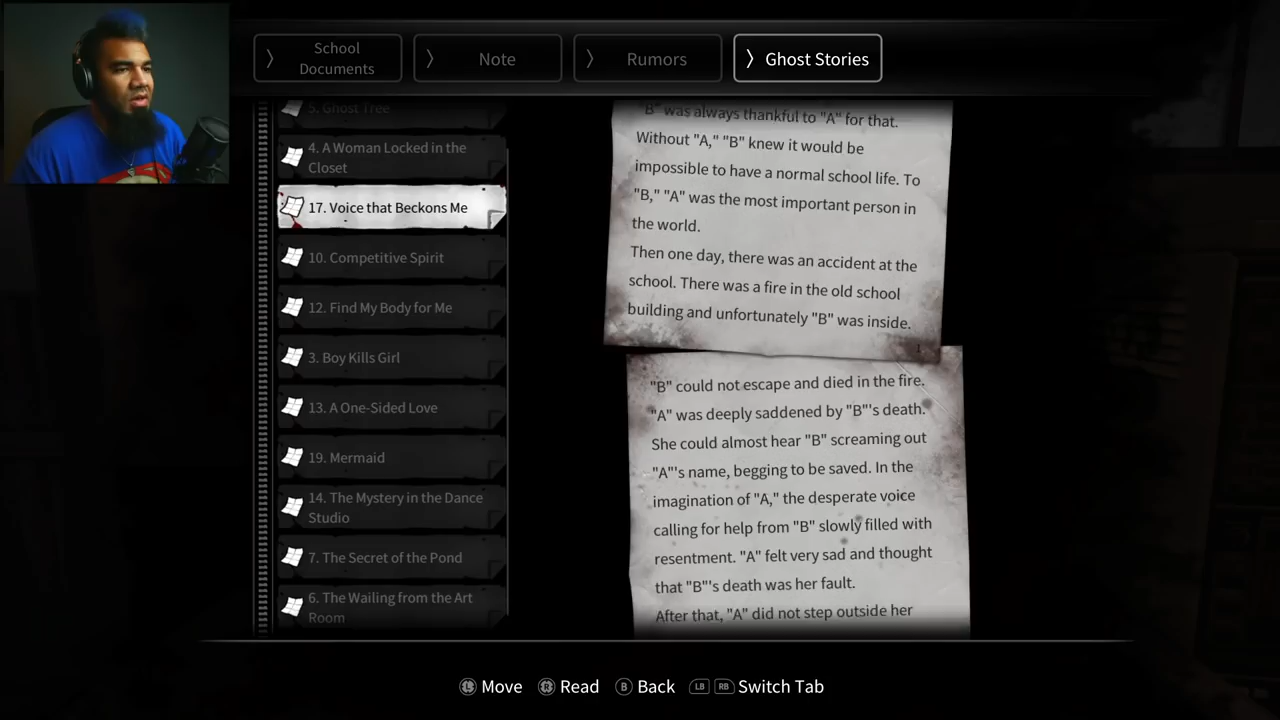 School
Documents
Note
Rumors
Ghost Stories
5. Ghost Tree
4. A Woman Locked in the
Closet
17. Voice that Beckons Me
10. Competitive Spirit
12. Find My Body for Me
3. Boy Kills Girl
13. A One-Sided Love
19. Mermaid
14. The Mystery in the Dance
Studio
7. The Secret of the Pond
6. The Wailing from the Art
Room
"B" was always thankful to "A" for that.
Without "A," "B" knew it would be
impossible to have a normal school life. To
"B," "A" was the most important person in
the world.
Then one day, there was an accident at the
school. There was a fire in the old school
building and unfortunately "B" was inside.
1
"B" could not escape and died in the fire.
"A" was deeply saddened by "B"'s death.
She could almost hear "B" screaming out
"A"'s name, begging to be saved. In the
imagination of "A," the desperate voice
calling for help from "B" slowly filled with
resentment. "A" felt very sad and thought
that "B"'s death was her fault.
After that, "A" did not step outside her
L Move R Read B Back LB RB Switch Tab